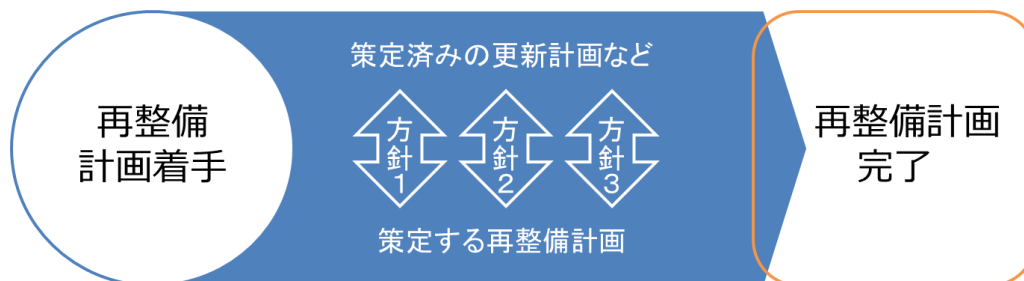 再整備
計画着手
策定済みの更新計画など
方針1
方針2
方針3
策定する再整備計画
再整備計画
完了